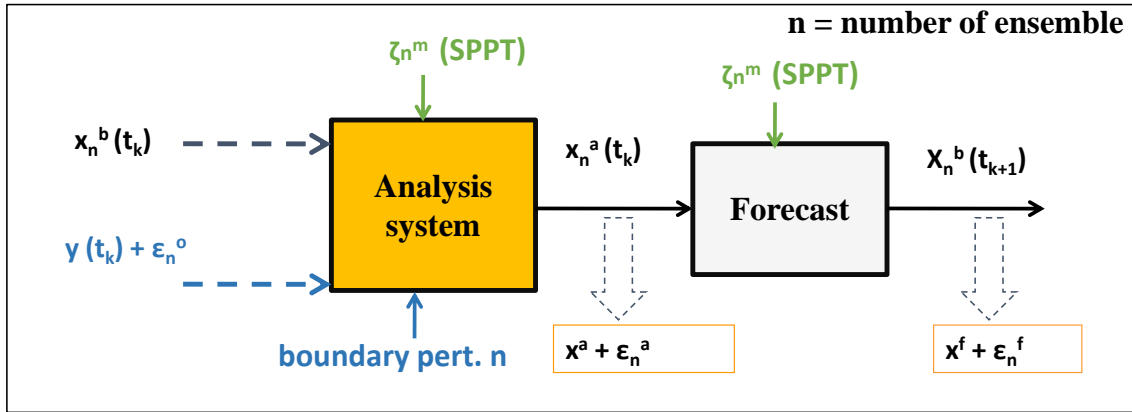 n = number of ensemble
ζₙᵐ (SPPT)
ζₙᵐ (SPPT)
xₙᵇ (tₖ)
xₙᵃ (tₖ)
Xₙᵇ (tₖ₊₁)
Analysis
system
Forecast
y (tₖ) + εₙᵒ
boundary pert. n
xᵃ + εₙᵃ
xᶠ + εₙᶠ